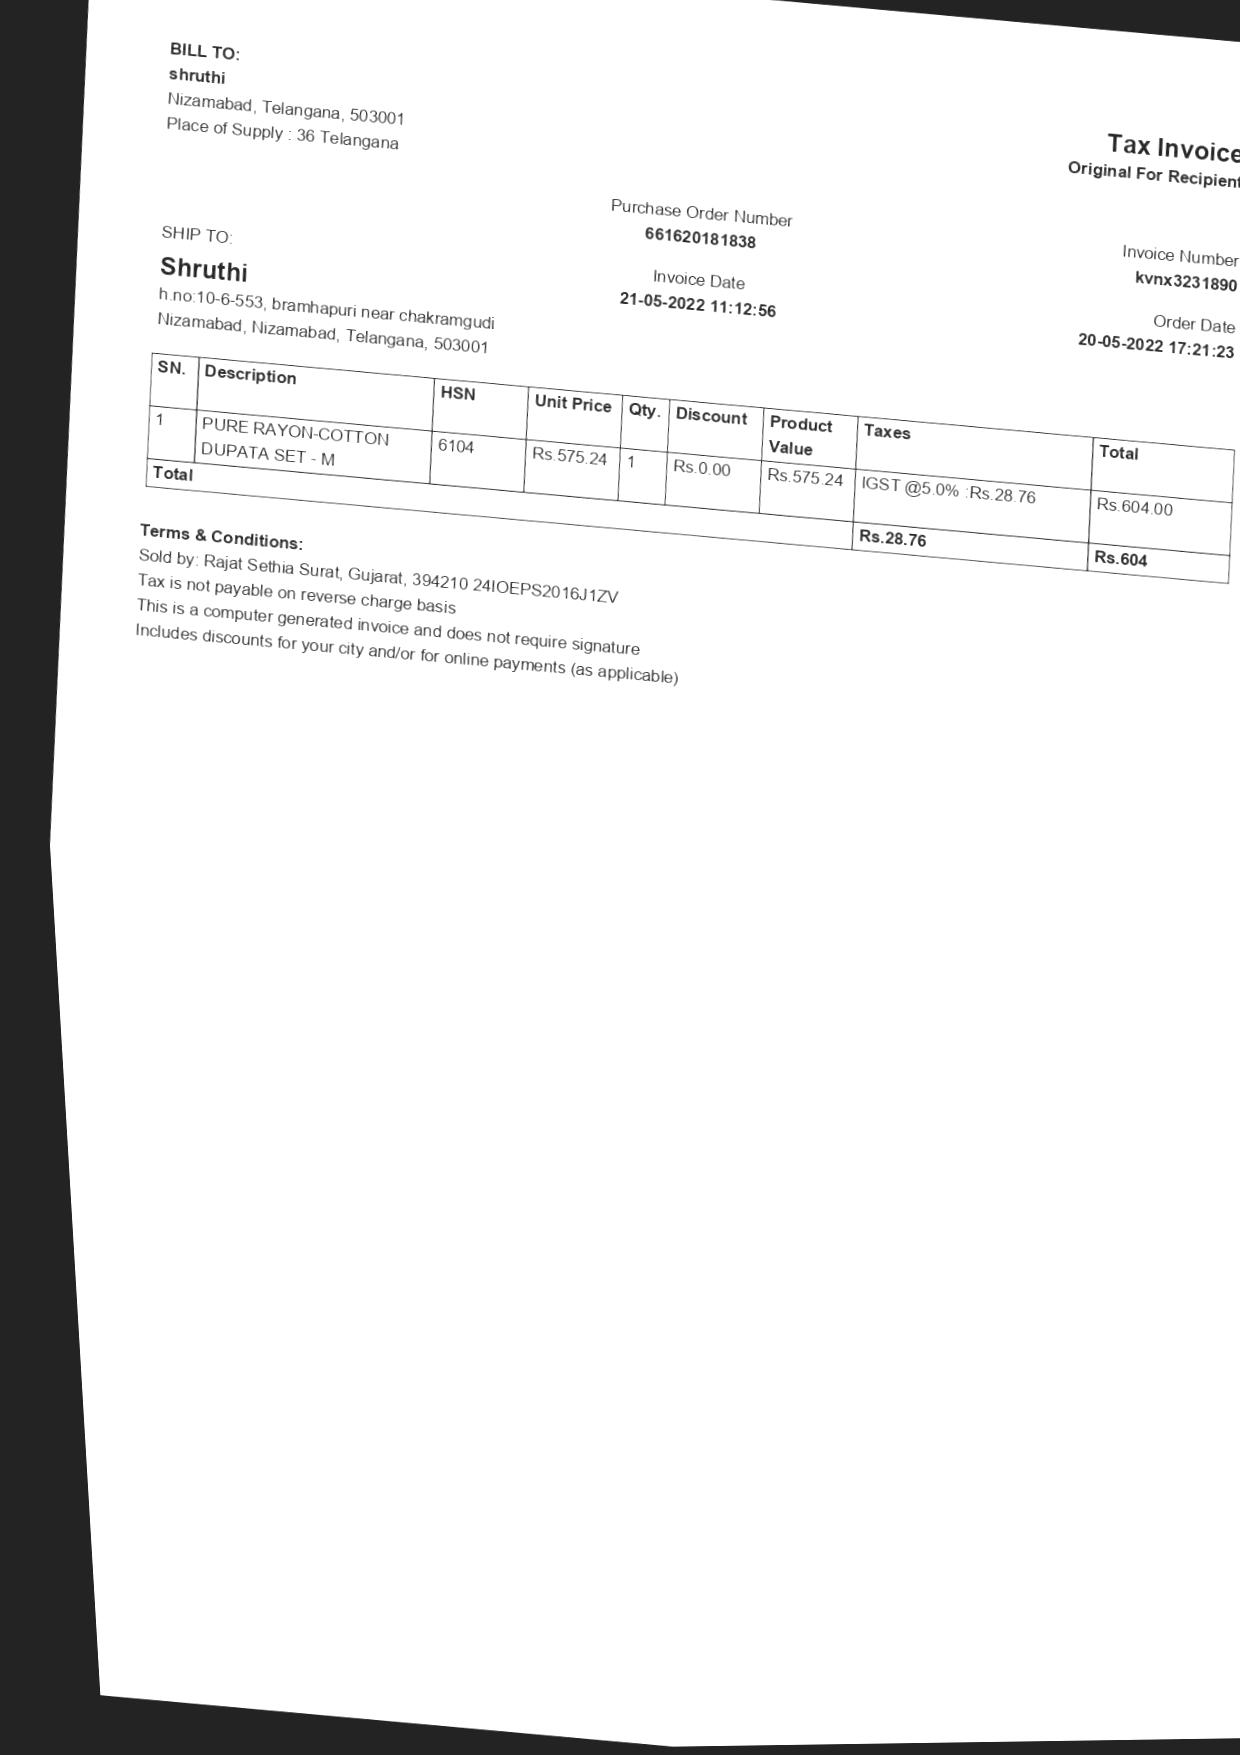 BILL TO:
shruthi
Nizamabad, Telangana, 503001
Place of Supply : 36 Telangana
Tax Invoice
Original For Recipient
Purchase Order Number
661620181838
Invoice Number
kvnx3231890
SHIP TO:
Shruthi
h.no:10-6-553, bramhapuri near chakramgudi
Nizamabad, Nizamabad, Telangana, 503001
Invoice Date
21-05-2022 11:12:56
Order Date
20-05-2022 17:21:23
SN. Description HSN Unit Price Qty. Discount Product Value Taxes Total
1 PURE RAYON-COTTON DUPATA SET - M 6104 Rs.575.24 1 Rs.0.00 Rs.575.24 IGST @5.0% :Rs.28.76 Rs.604.00
Total Rs.28.76 Rs.604
Terms & Conditions:
Sold by: Rajat Sethia Surat, Gujarat, 394210 24IOEPS2016J1ZV
Tax is not payable on reverse charge basis
This is a computer generated invoice and does not require signature
Includes discounts for your city and/or for online payments (as applicable)